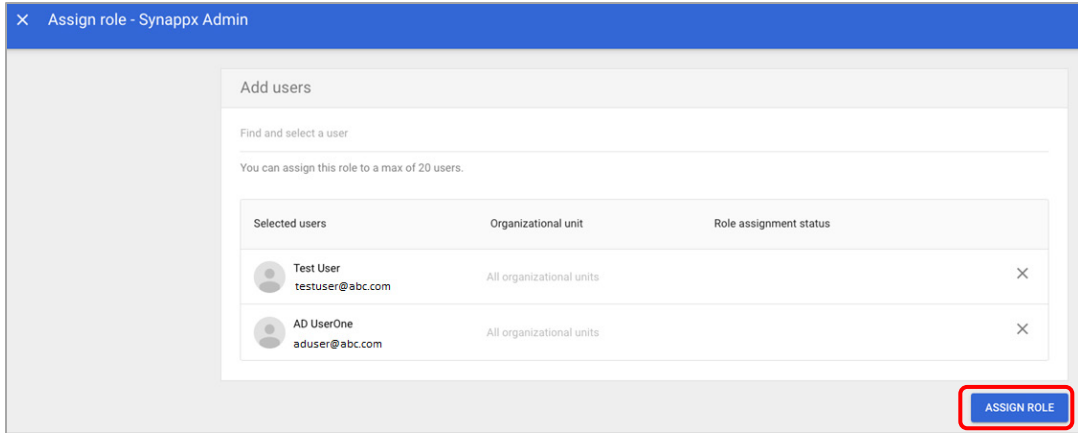 Assign role - Synappx Admin
Add users
Find and select a user
You can assign this role to a max of 20 users.
Selected users Organizational unit Role assignment status
Test User
testuser@abc.com
All organizational units
AD UserOne
aduser@abc.com
All organizational units
ASSIGN ROLE